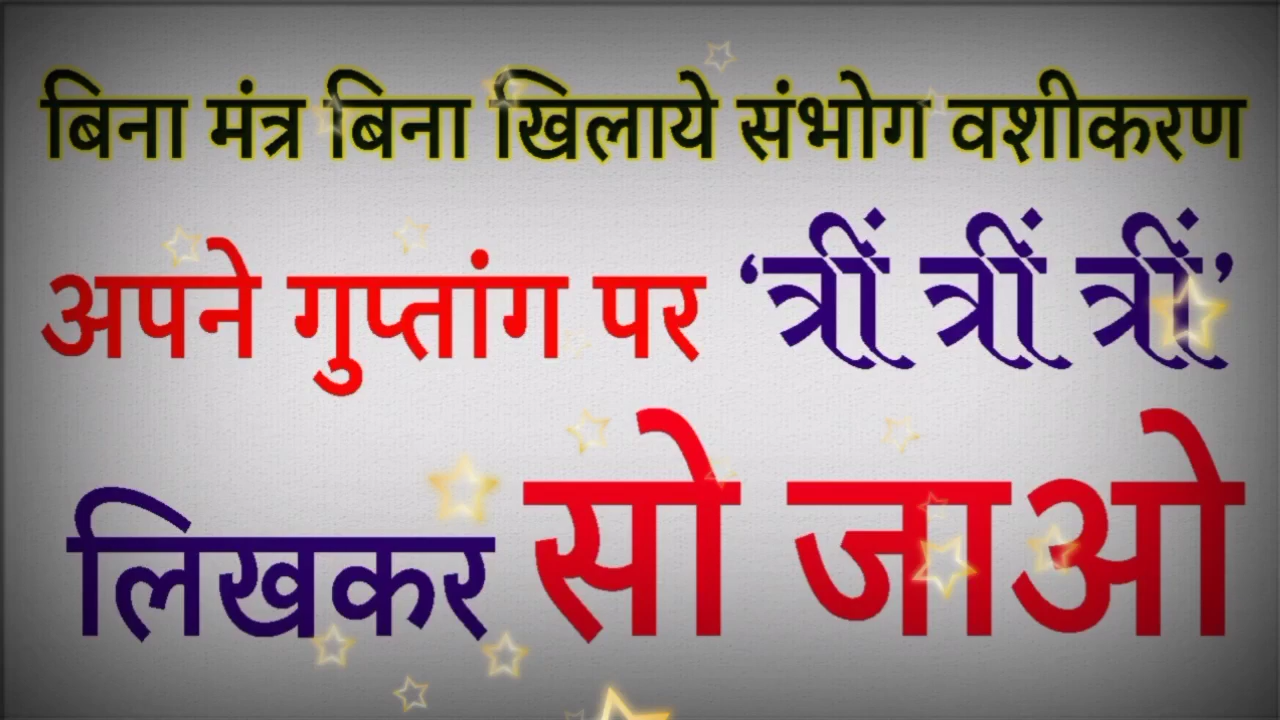 बिना मंत्र बिना खिलाये संभोग वशीकरण
अपने गुप्तांग पर ‘त्रीं त्रीं त्रीं’
लिखकर सो जाओ